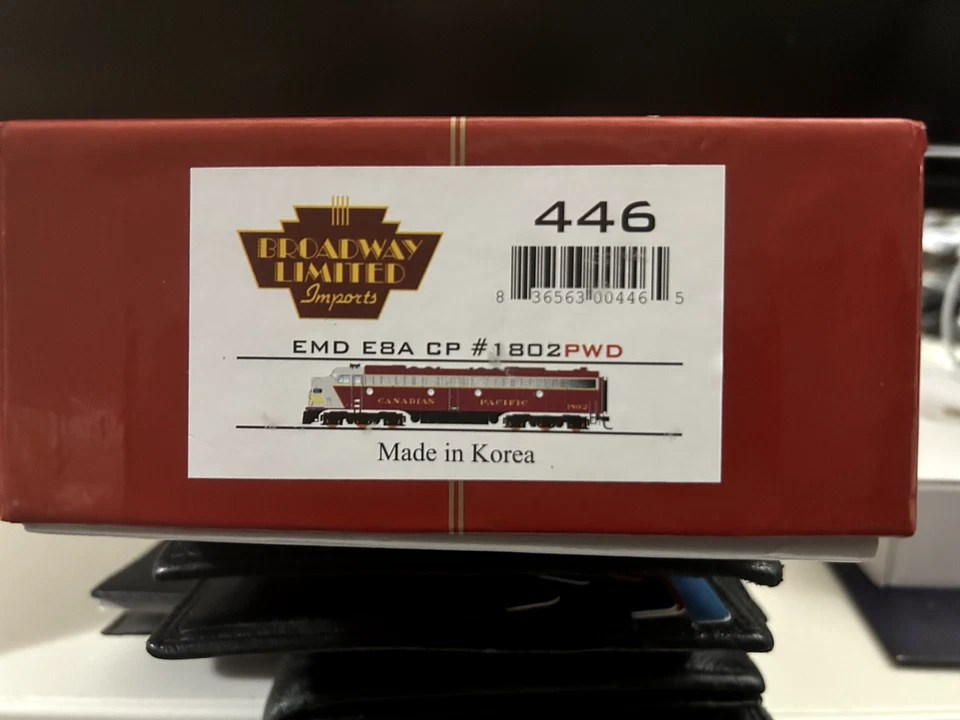 BROADWAY
LIMITED
Imports
446
8 36563 00446 5
EMD E8A CP #1802PWD
CANADIAN PACIFIC 1802
Made in Korea